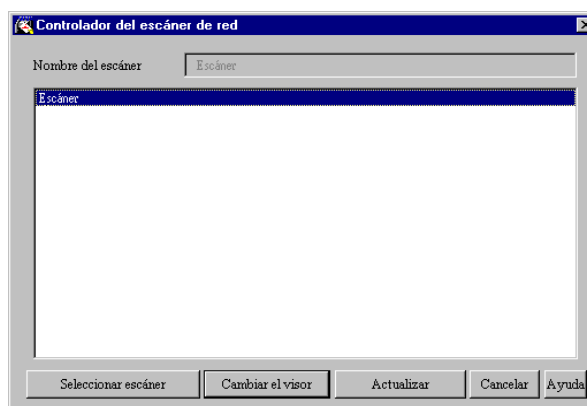 Controlador del escáner de red
Nombre del escáner Escáner
Escáner
Seleccionar escáner Cambiar el visor Actualizar Cancelar Ayuda